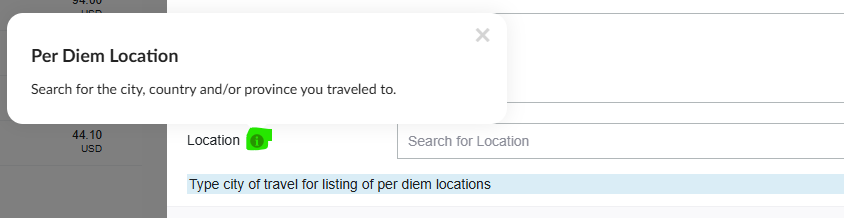 94.00
USD
Per Diem Location
Search for the city, country and/or province you traveled to.
44.10
USD
Location
Search for Location
Type city of travel for listing of per diem locations